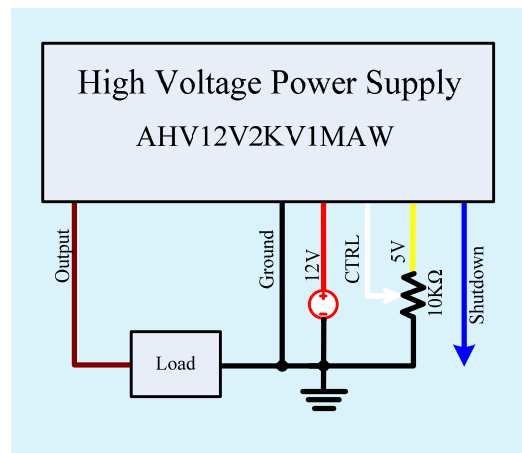 High Voltage Power Supply
AHV12V2KV1MAW
Output
Ground
12V
CTRL
5V
10KΩ
Shutdown
Load